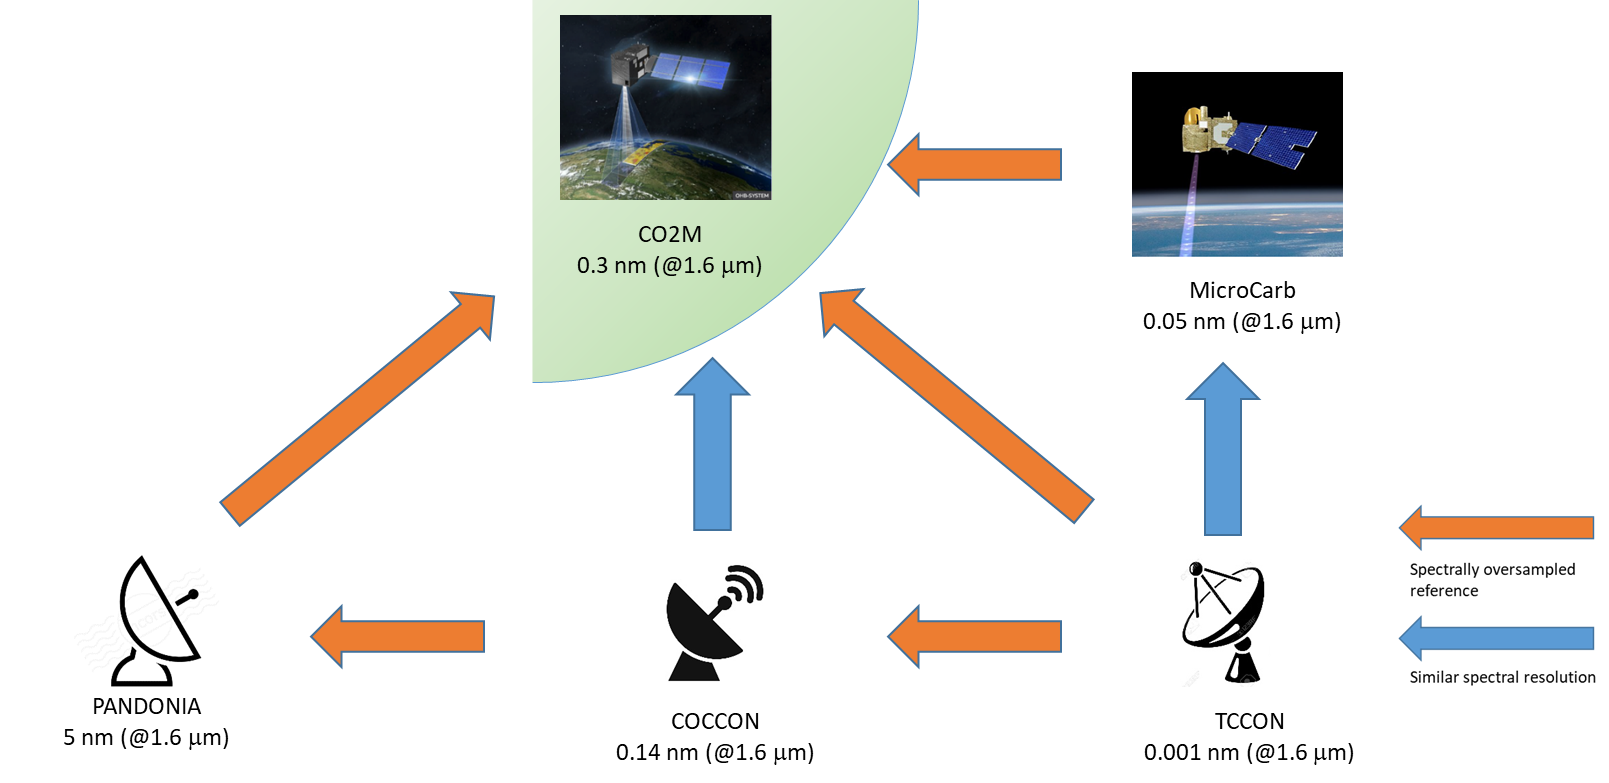 OHB-SYSTEM
CO2M
0.3 nm (@1.6 μm)
MicroCarb
0.05 nm (@1.6 μm)
Spectrally oversampled
reference
Similar spectral resolution
PANDONIA
5 nm (@1.6 μm)
COCCON
0.14 nm (@1.6 μm)
TCCON
0.001 nm (@1.6 μm)